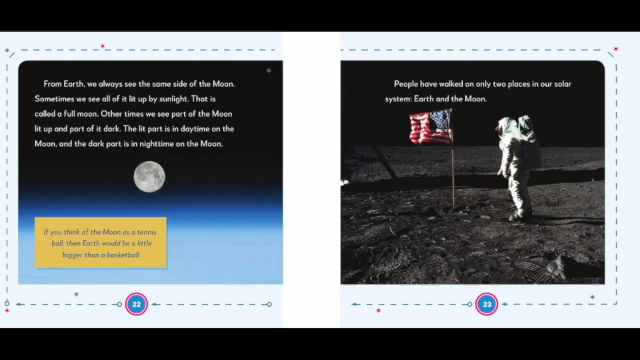 From Earth, we always see the same side of the Moon.
Sometimes we see all of it lit up by sunlight. That is
called a full moon. Other times we see part of the Moon
lit up and part of it dark. The lit part is in daytime on the
Moon, and the dark part is in nighttime on the Moon.
If you think of the Moon as a tennis
ball, then Earth would be a little
bigger than a basketball.
22
People have walked on only two places in our solar
system: Earth and the Moon.
23